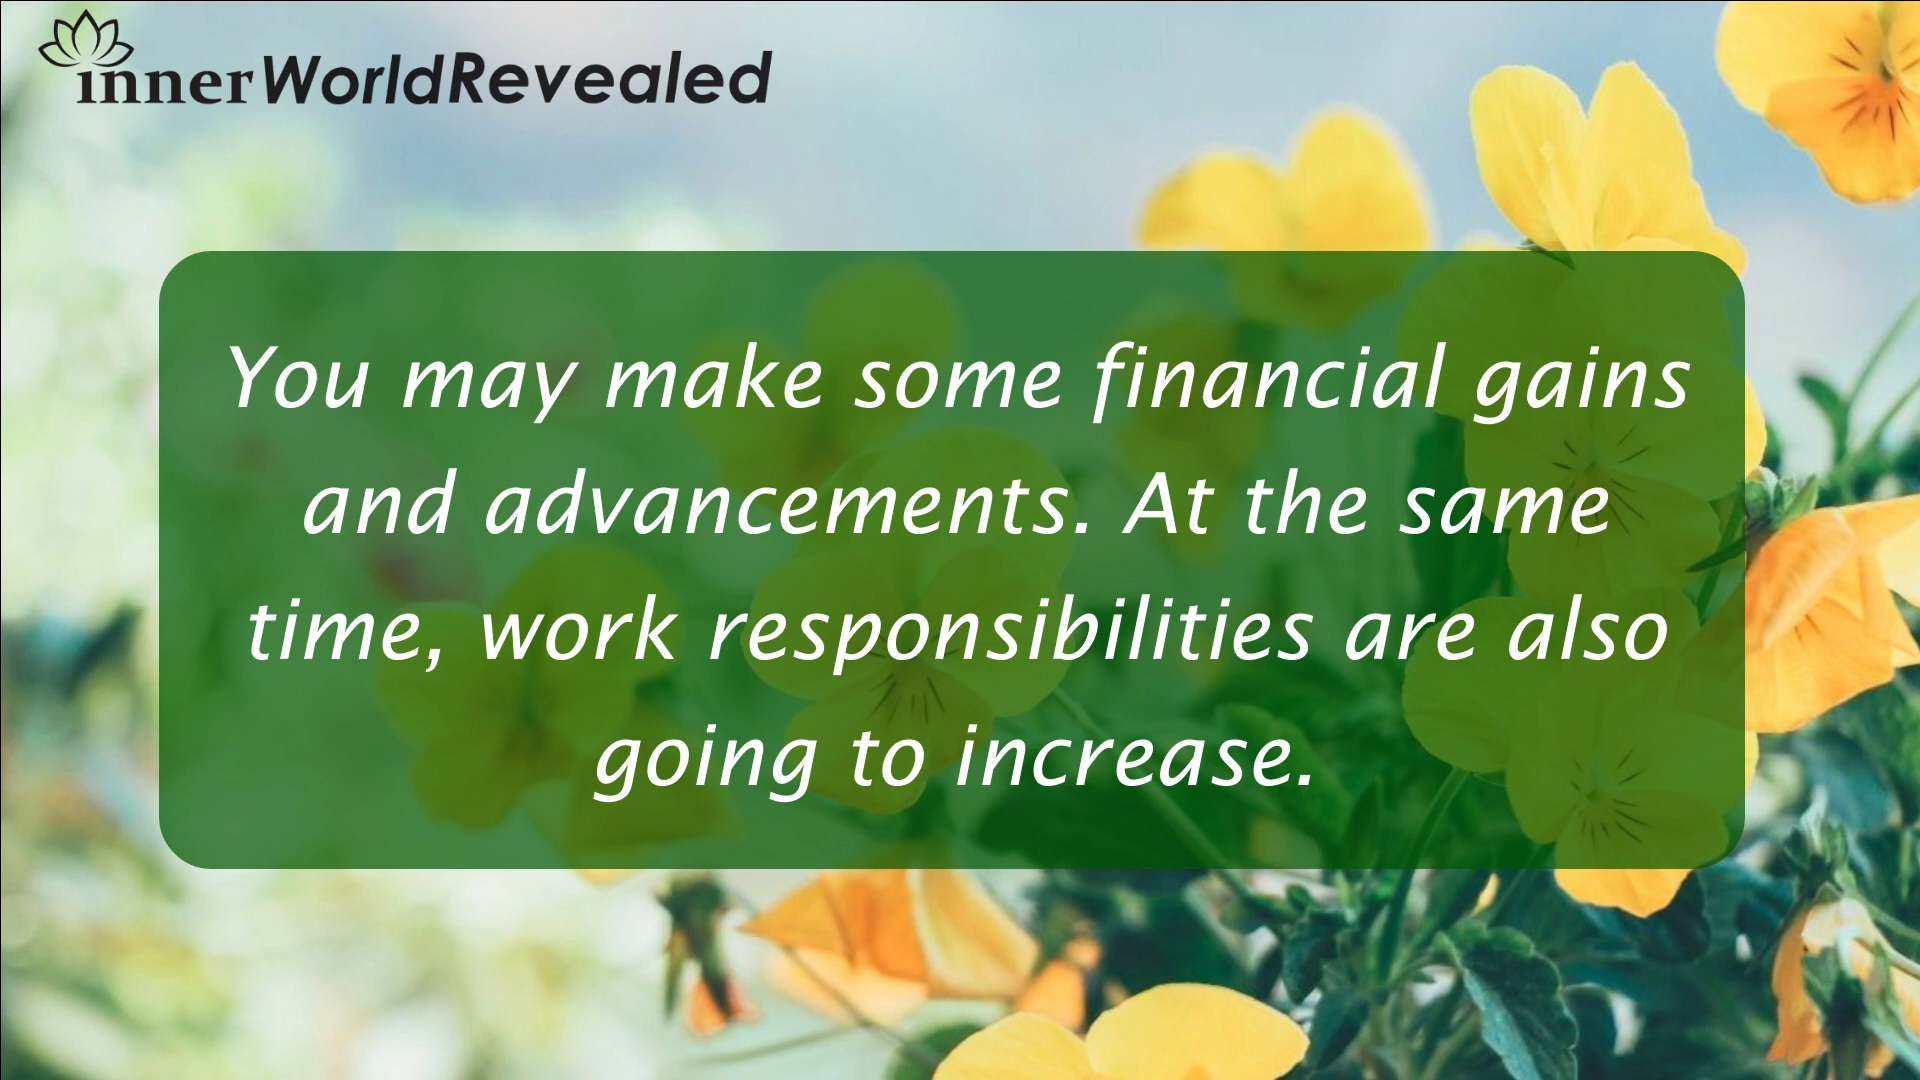 innerWorldRevealed
You may make some financial gains
and advancements. At the same
time, work responsibilities are also
going to increase.